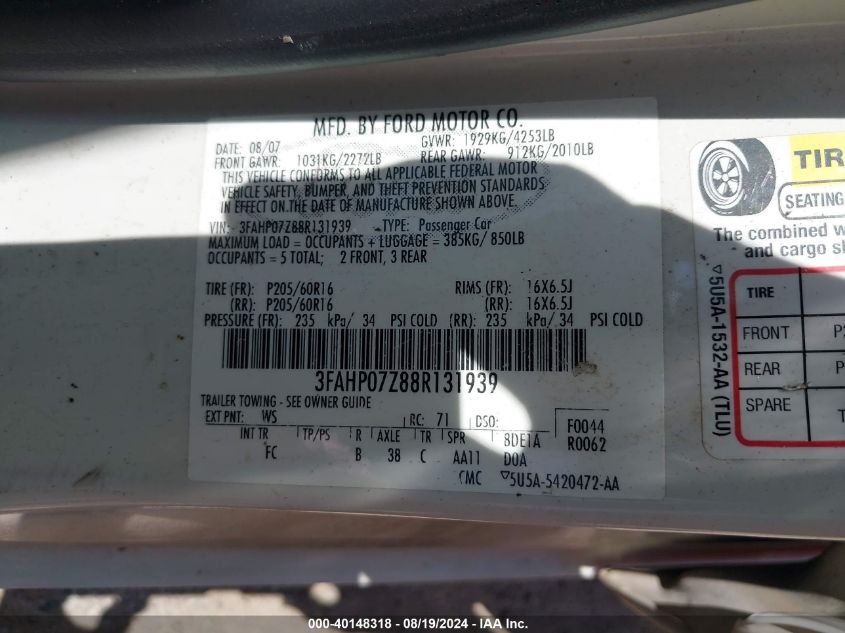 MFD. BY FORD MOTOR CO.
DATE: 08/07 GVWR: 1929KG/4253LB
FRONT GAWR: 1031KG/2272LB REAR GAWR: 912KG/2010LB
THIS VEHICLE CONFORMS TO ALL APPLICABLE FEDERAL MOTOR
VEHICLE SAFETY, BUMPER, AND THEFT PREVENTION STANDARDS
IN EFFECT ON THE DATE OF MANUFACTURE SHOWN ABOVE.
VIN: 3FAHP07Z88R131939 TYPE: Passenger Car
MAXIMUM LOAD = OCCUPANTS + LUGGAGE = 385KG/ 850LB
OCCUPANTS = 5 TOTAL; 2 FRONT, 3 REAR
TIRE (FR): P205/60R16 RIMS (FR): 16X6.5J
(RR): P205/60R16 (RR): 16X6.5J
PRESSURE (FR): 235 kPa/ 34 PSI COLD (RR): 235 kPa/ 34 PSI COLD
3FAHP07Z88R131939
TRAILER TOWING - SEE OWNER GUIDE
EXT PNT: WS RC: 71 DSO: F0044
R0062
INT TR TP/PS R AXLE TR SPR 8DE1A
FC B 38 C AA11 D0A
CMC 5U5A-5420472-AA
TIR
SEATING
The combined w
and cargo sh
TIRE
FRONT P2
REAR P
SPARE T
5U5A-1532-AA (TLU)
000-40148318 - 08/19/2024 - IAA Inc.